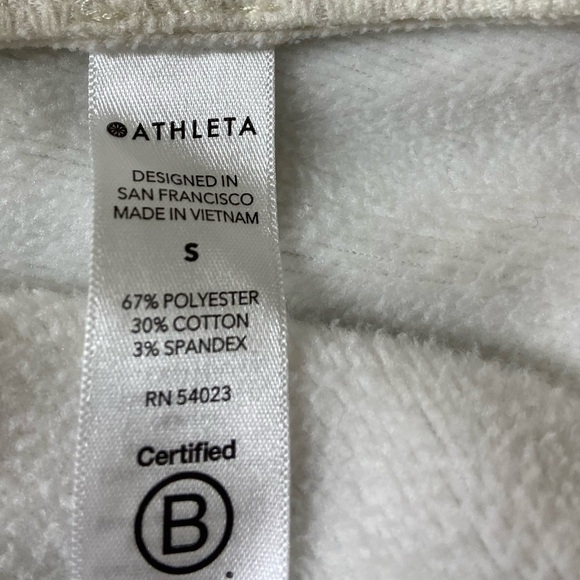 ATHLETA
DESIGNED IN
SAN FRANCISCO
MADE IN VIETNAM
S
67% POLYESTER
30% COTTON
3% SPANDEX
RN 54023
Certified
B